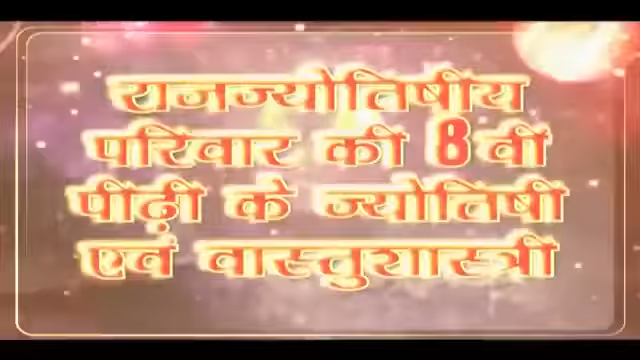 राजज्योतिषीय
परिवार की 8 वीं
पीढ़ी के ज्योतिषी
एवं वास्तुशास्त्री